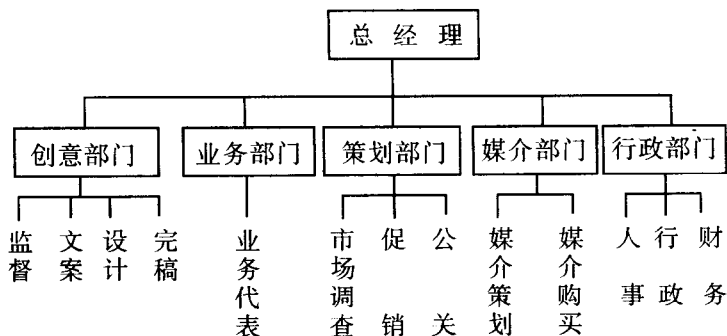 总经理
创意部门
业务部门
策划部门
媒介部门
行政部门
监督
文案
设计
完稿
业务代表
市场调查
促销
公关
媒介策划
媒介购买
人事
行政
财务